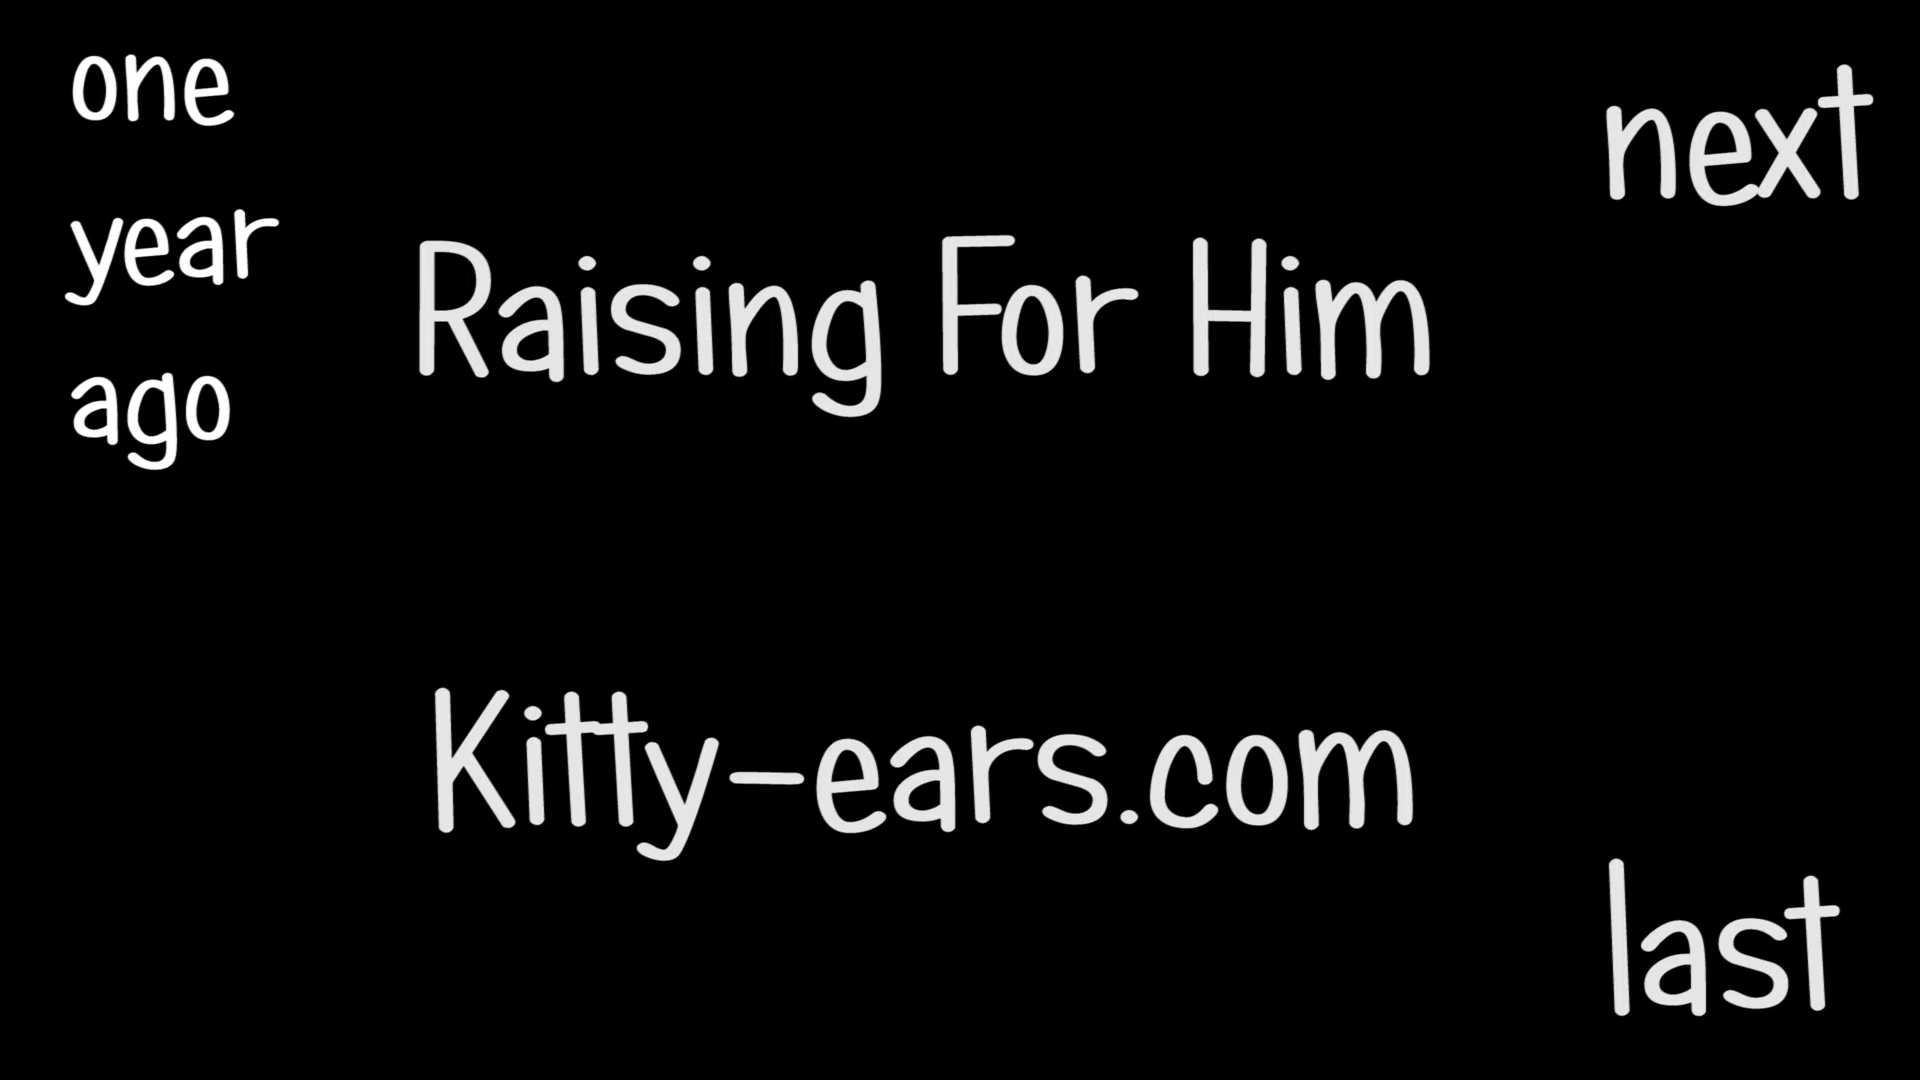 one
year
ago
next
Raising For Him
Kitty-ears.com
last